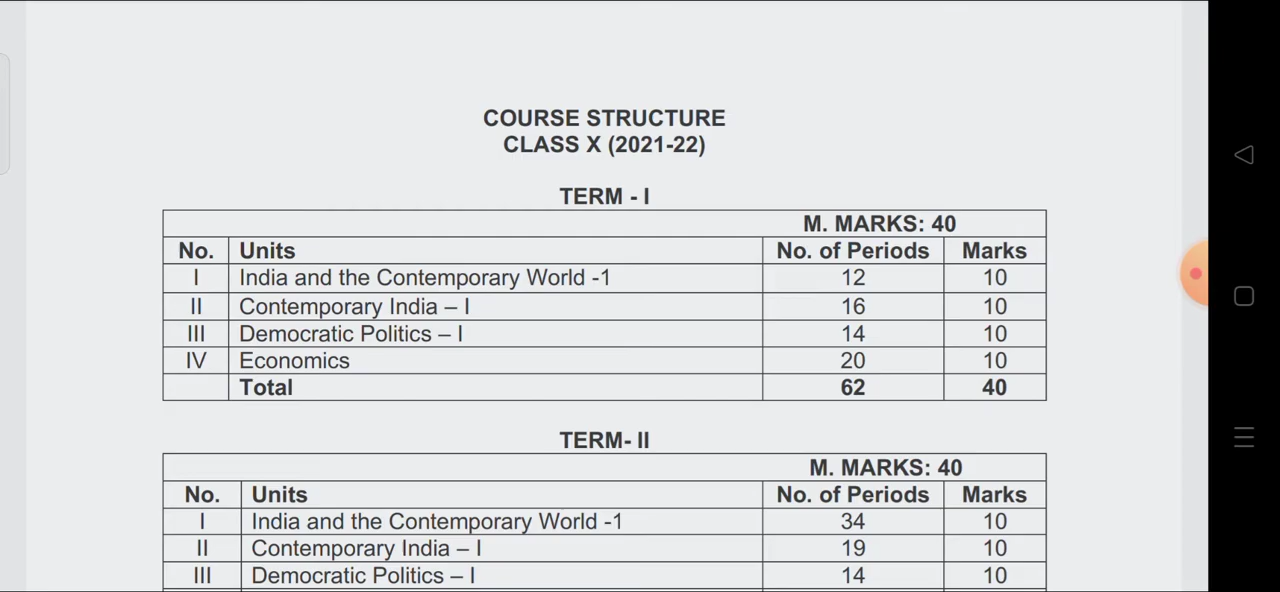 COURSE STRUCTURE
CLASS X (2021-22)
TERM - I
M. MARKS: 40
No. Units No. of Periods Marks
I India and the Contemporary World -1 12 10
II Contemporary India – I 16 10
III Democratic Politics – I 14 10
IV Economics 20 10
Total 62 40
TERM- II
M. MARKS: 40
No. Units No. of Periods Marks
I India and the Contemporary World -1 34 10
II Contemporary India – I 19 10
III Democratic Politics – I 14 10